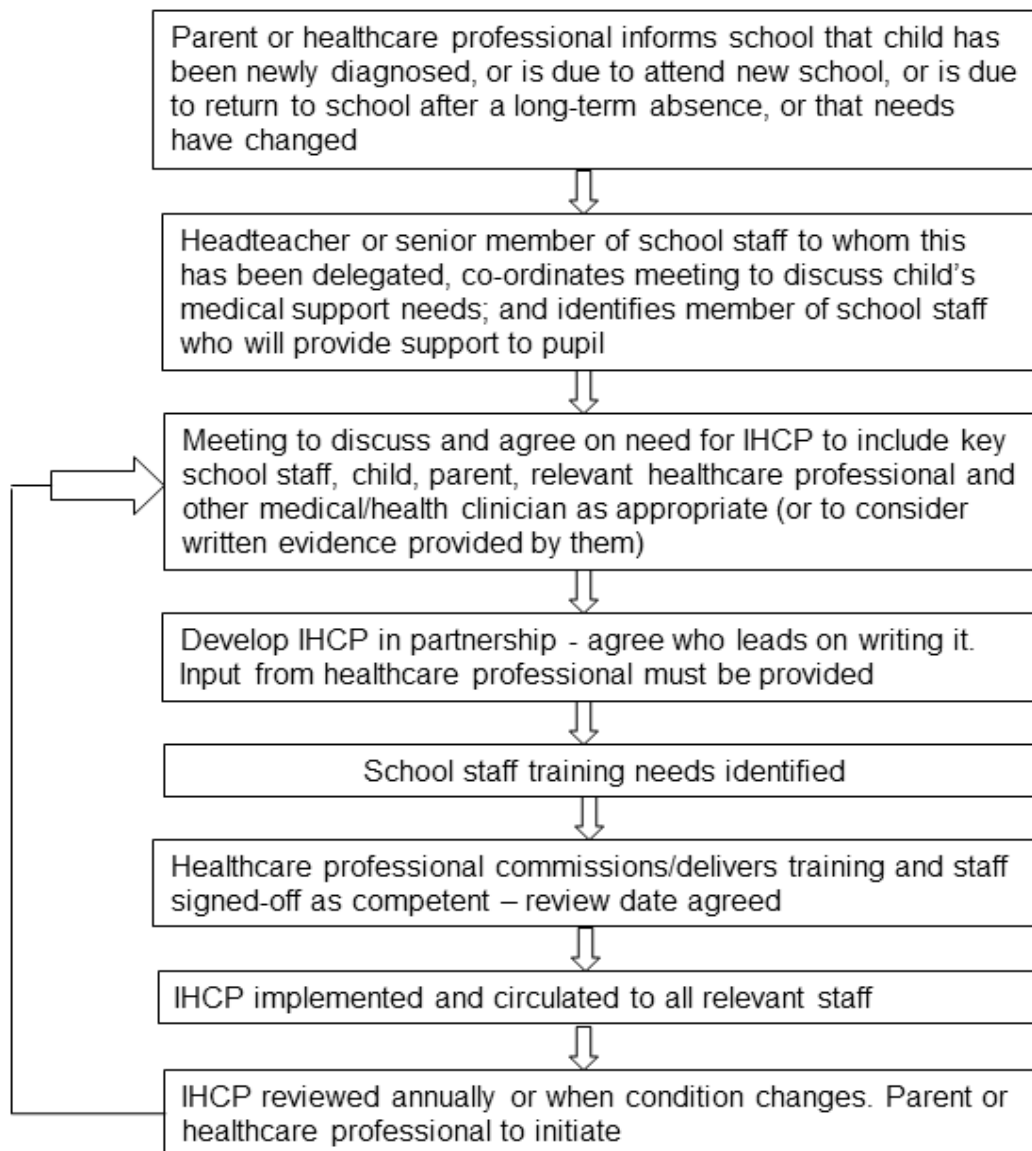 Parent or healthcare professional informs school that child has
been newly diagnosed, or is due to attend new school, or is due
to return to school after a long-term absence, or that needs
have changed
Headteacher or senior member of school staff to whom this
has been delegated, co-ordinates meeting to discuss child’s
medical support needs; and identifies member of school staff
who will provide support to pupil
Meeting to discuss and agree on need for IHCP to include key
school staff, child, parent, relevant healthcare professional and
other medical/health clinician as appropriate (or to consider
written evidence provided by them)
Develop IHCP in partnership - agree who leads on writing it.
Input from healthcare professional must be provided
School staff training needs identified
Healthcare professional commissions/delivers training and staff
signed-off as competent – review date agreed
IHCP implemented and circulated to all relevant staff
IHCP reviewed annually or when condition changes. Parent or
healthcare professional to initiate